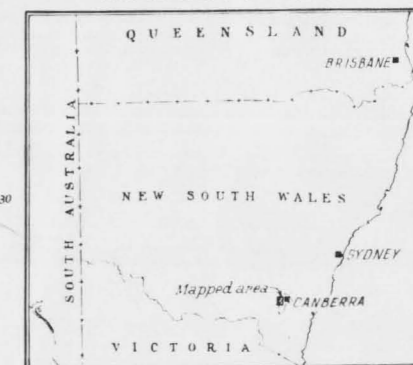 QUEENSLAND
BRISBANE
SOUTH AUSTRALIA
30
NEW SOUTH WALES
SYDNEY
Mapped area
CANBERRA
VICTORIA